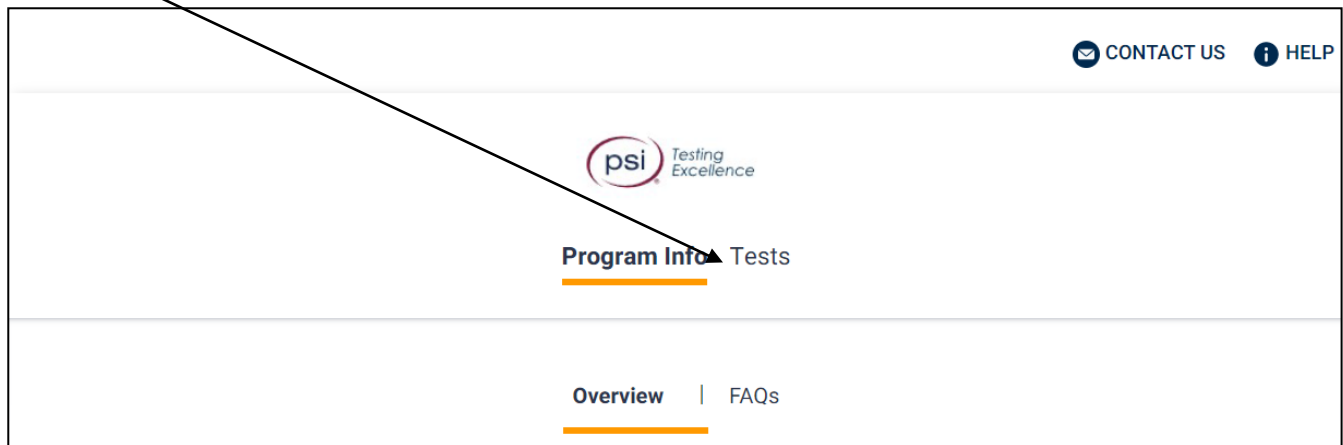 CONTACT US HELP
psi Testing
Excellence
Program Info Tests
Overview | FAQs